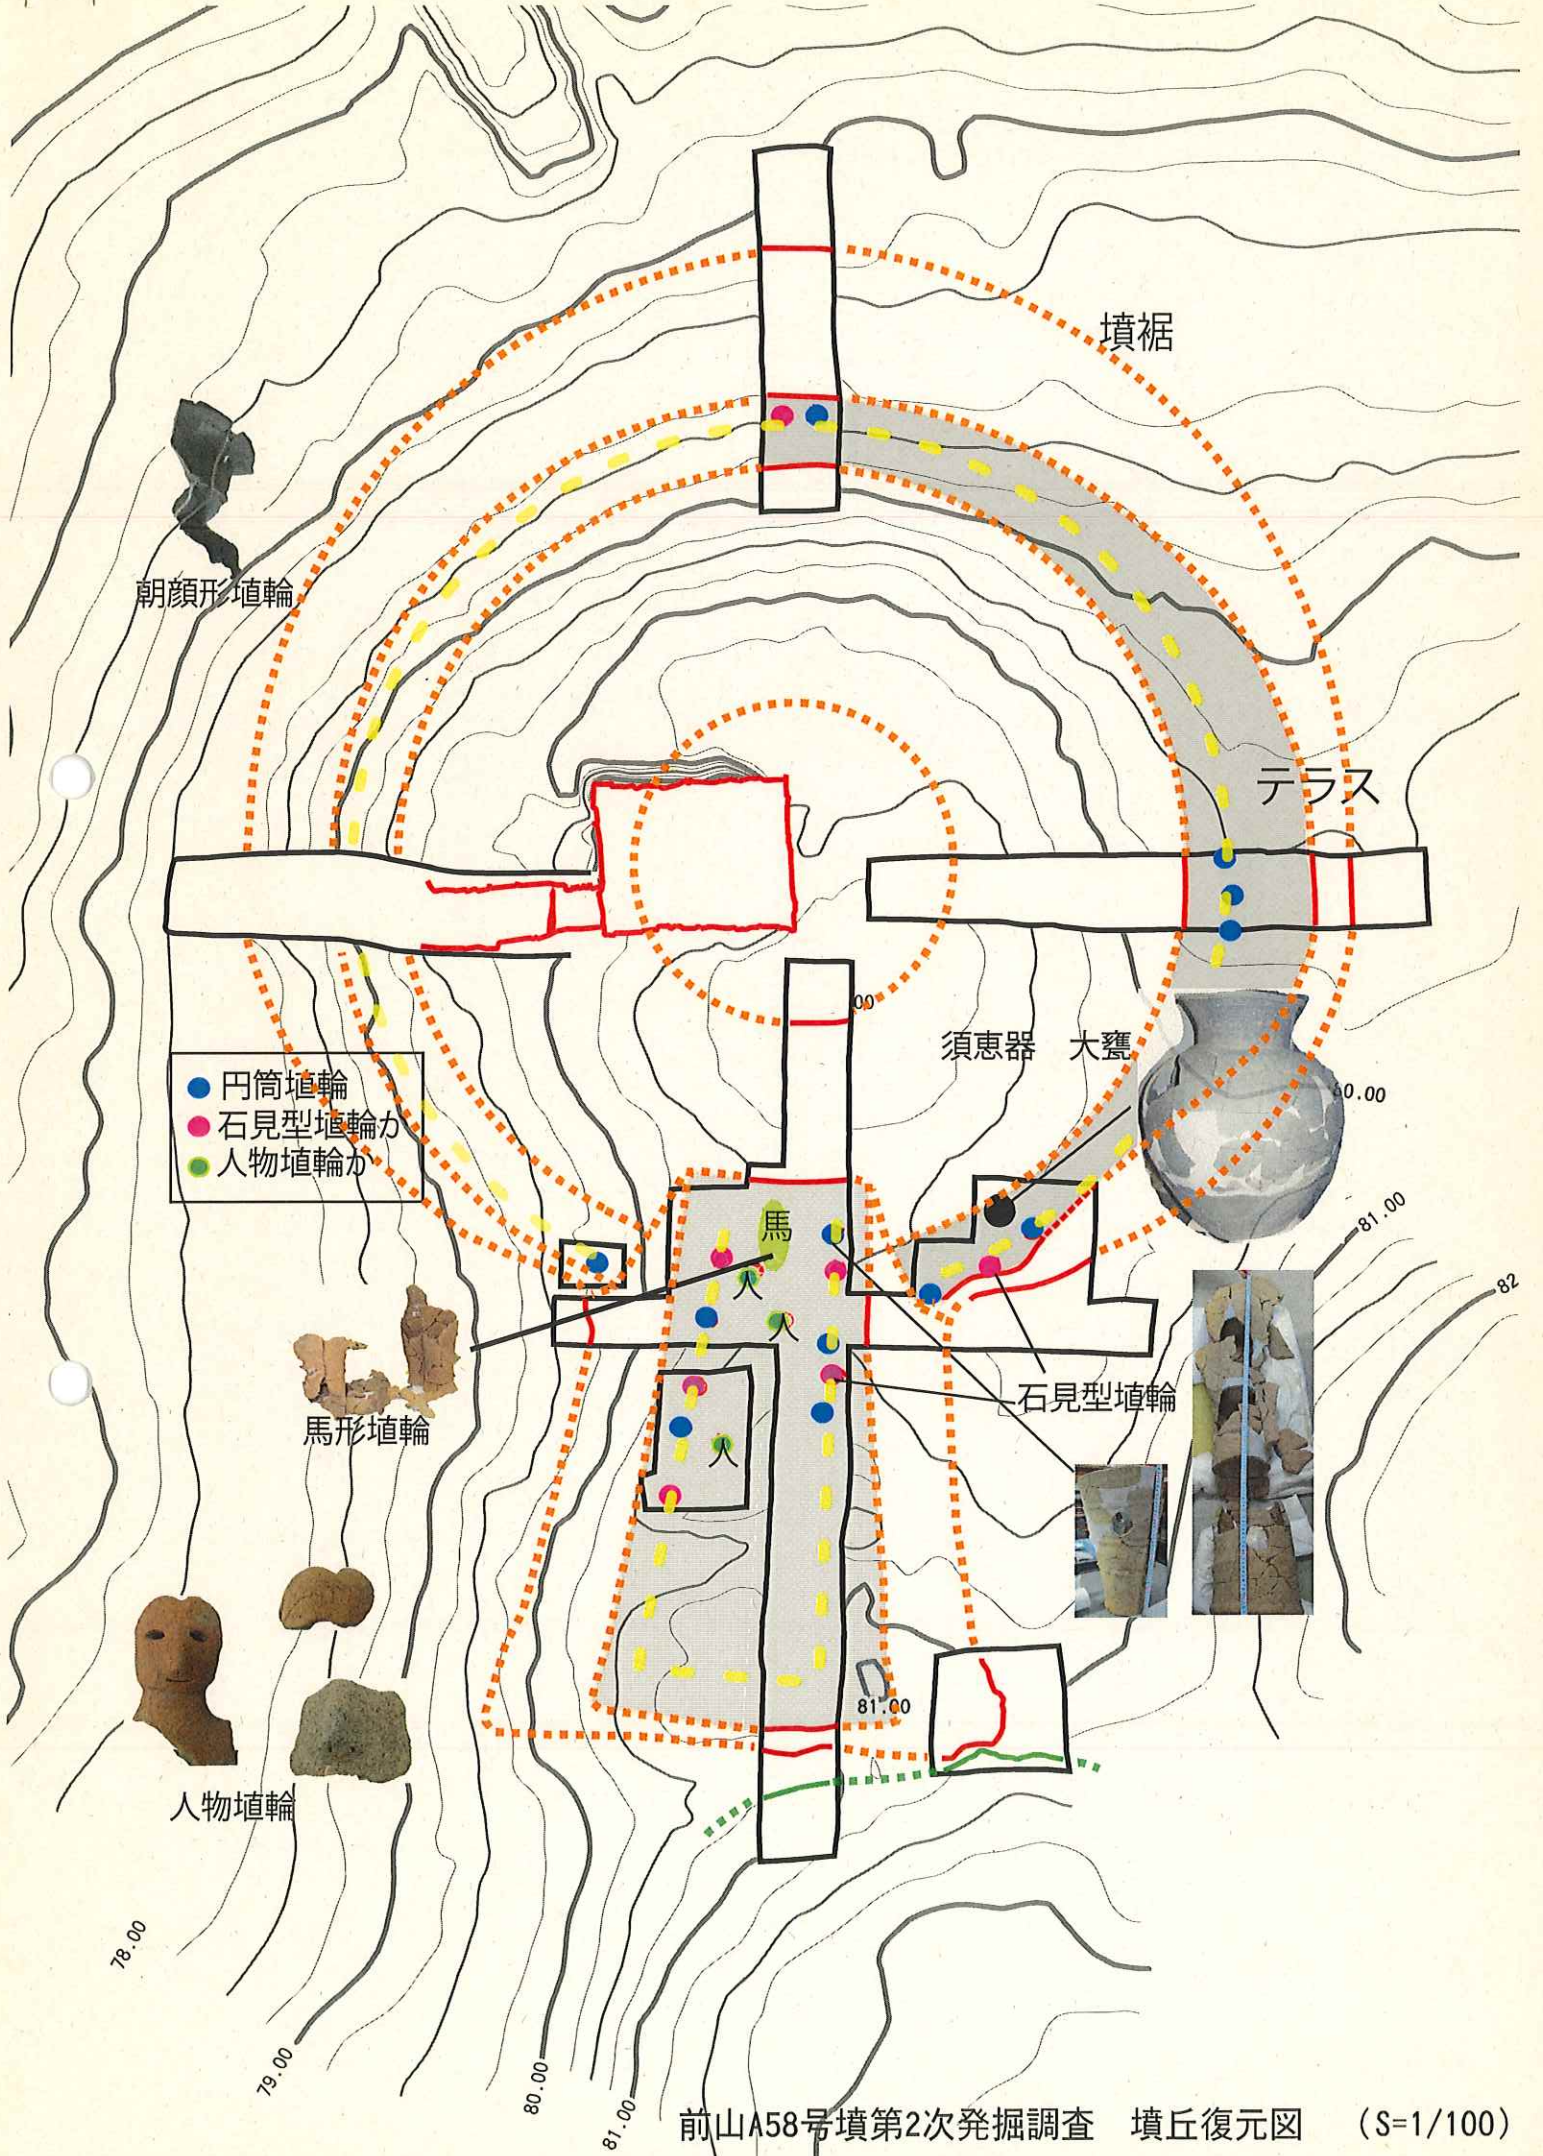 墳裾
朝顔形埴輪
テラス
00
須恵器 大甕
80.00
円筒埴輪
石見型埴輪か
人物埴輪か
馬
人
人
人
81.00
82
石見型埴輪
馬形埴輪
81.00
人物埴輪
78.00
79.00
80.00
81.00
前山A58号墳第2次発掘調査 墳丘復元図 (S=1/100)